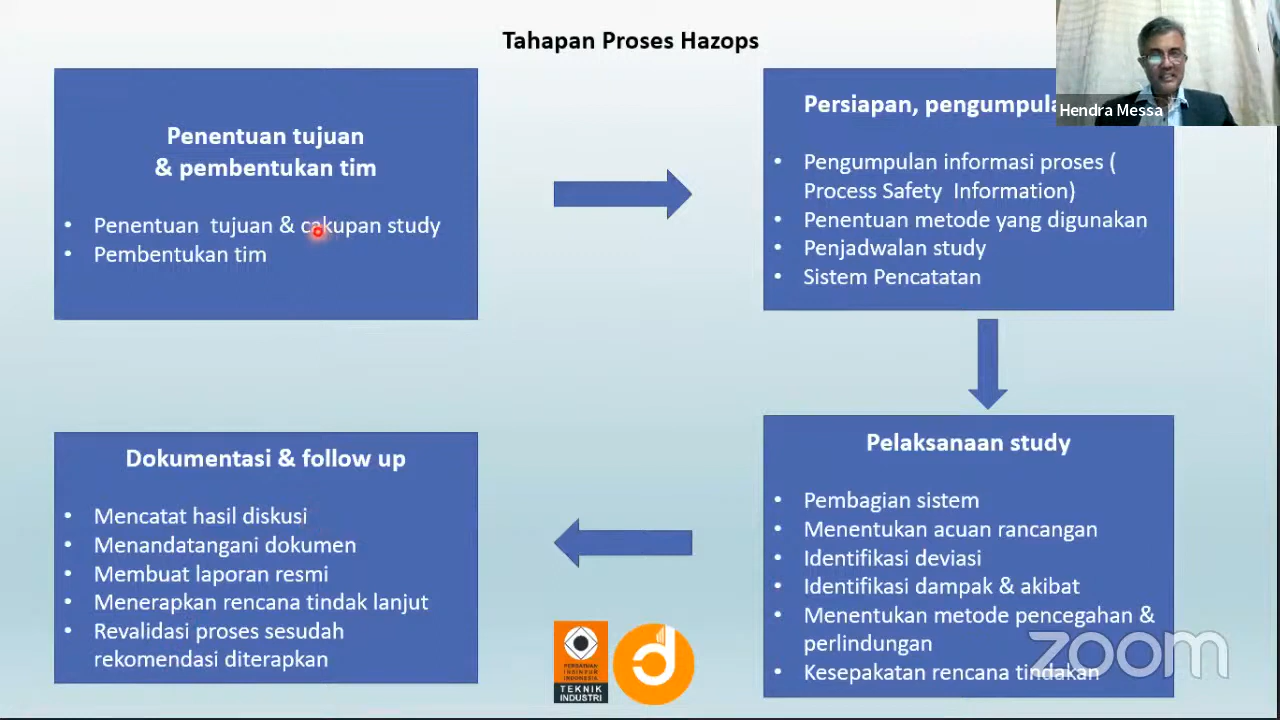 Tahapan Proses Hazops
Penentuan tujuan
& pembentukan tim
• Penentuan tujuan & cakupan study
• Pembentukan tim
Persiapan,
Hendra Messa
• Pengumpulan informasi proses (
Process Safety Information)
• Penentuan metode yang digunakan
• Penjadwalan study
• Sistem Pencatatan
Pelaksanaan study
• Pembagian sistem
• Menentukan acuan rancangan
• Identifikasi deviasi
• Identifikasi dampak & akibat
• Menentukan metode pencegahan &
perlindungan
• Kesepakatan rencana tindakan
Dokumentasi & follow up
• Mencatat hasil diskusi
• Menandatangani dokumen
• Membuat laporan resmi
• Menerapkan rencana tindak lanjut
• Revalidasi proses sesudah
rekomendasi diterapkan
PERSATUAN
INSINYUR
INDONESIA
TEKNIK
INDUSTRI
zoom